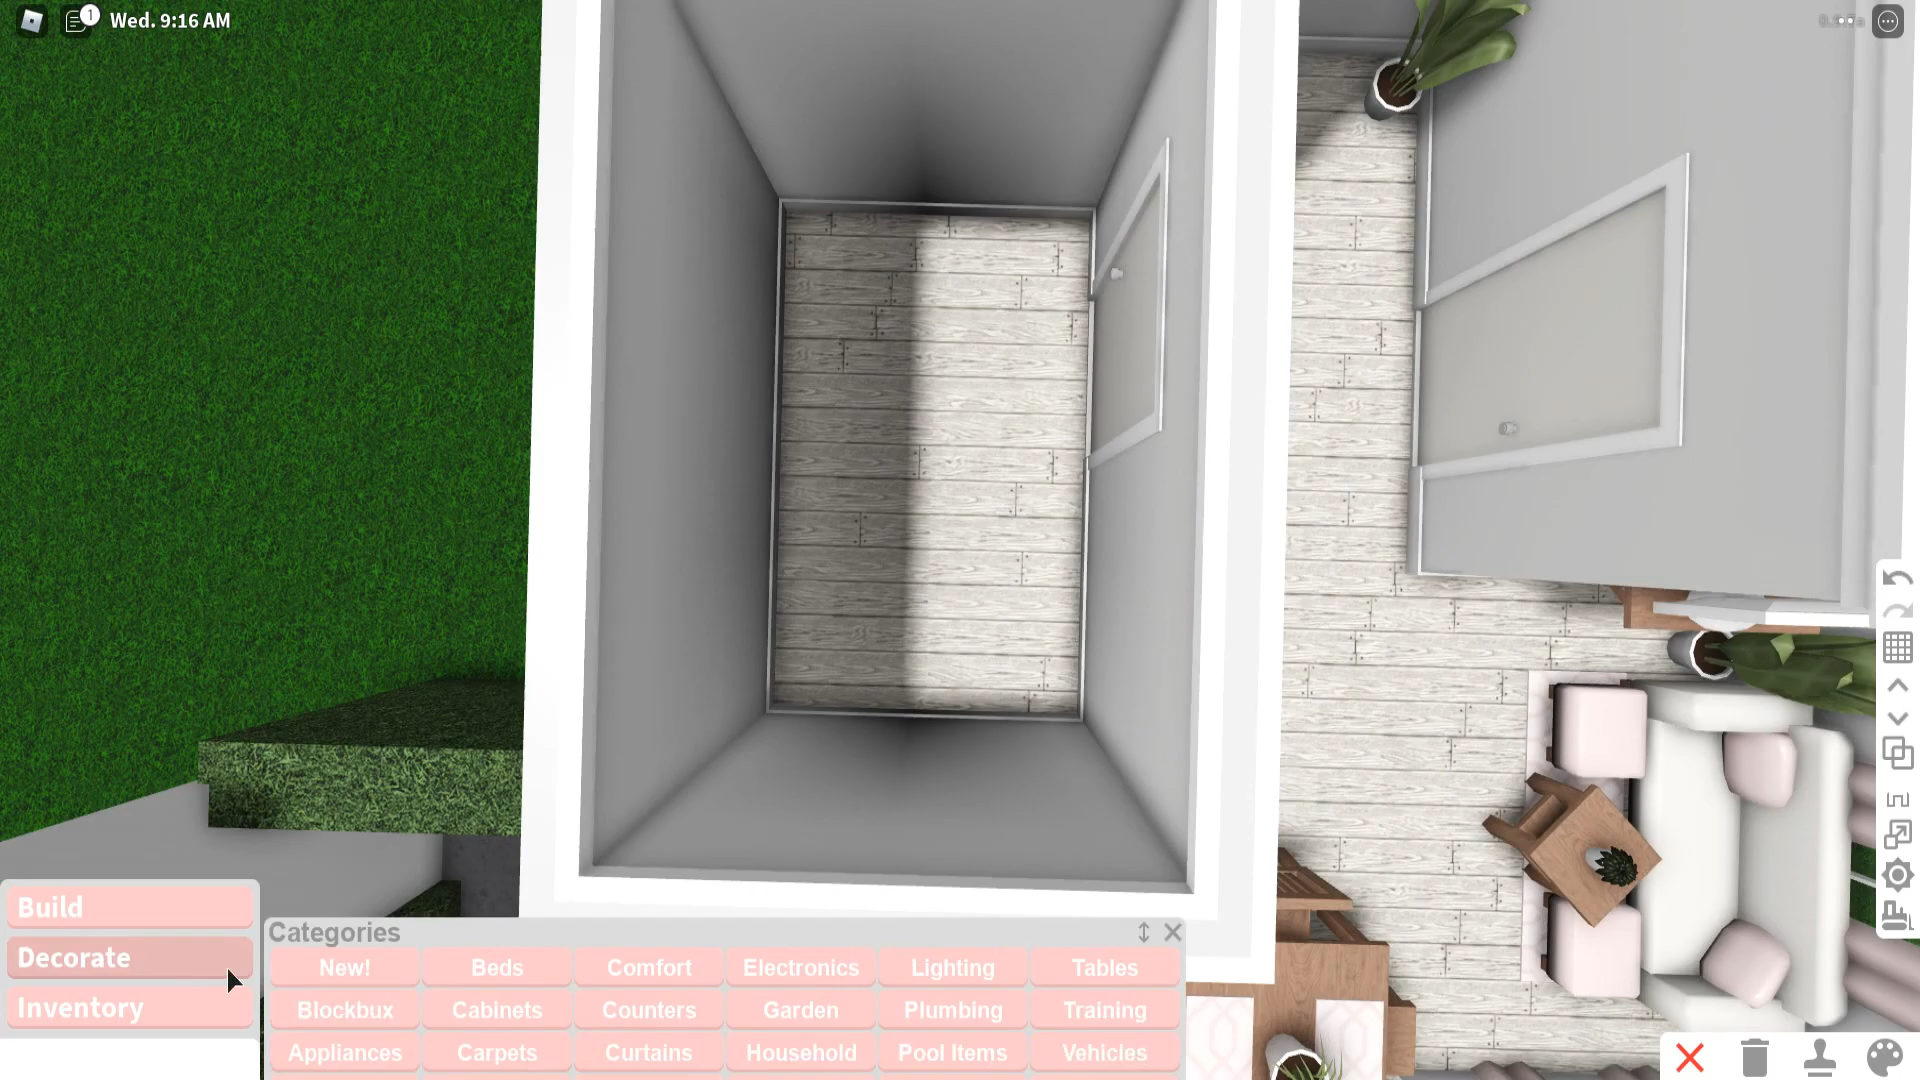 1 Wed. 9:16 AM
Build
Decorate
Inventory
Categories
New! Beds Comfort Electronics Lighting Tables
Blockbux Cabinets Counters Garden Plumbing Training
Appliances Carpets Curtains Household Pool Items Vehicles